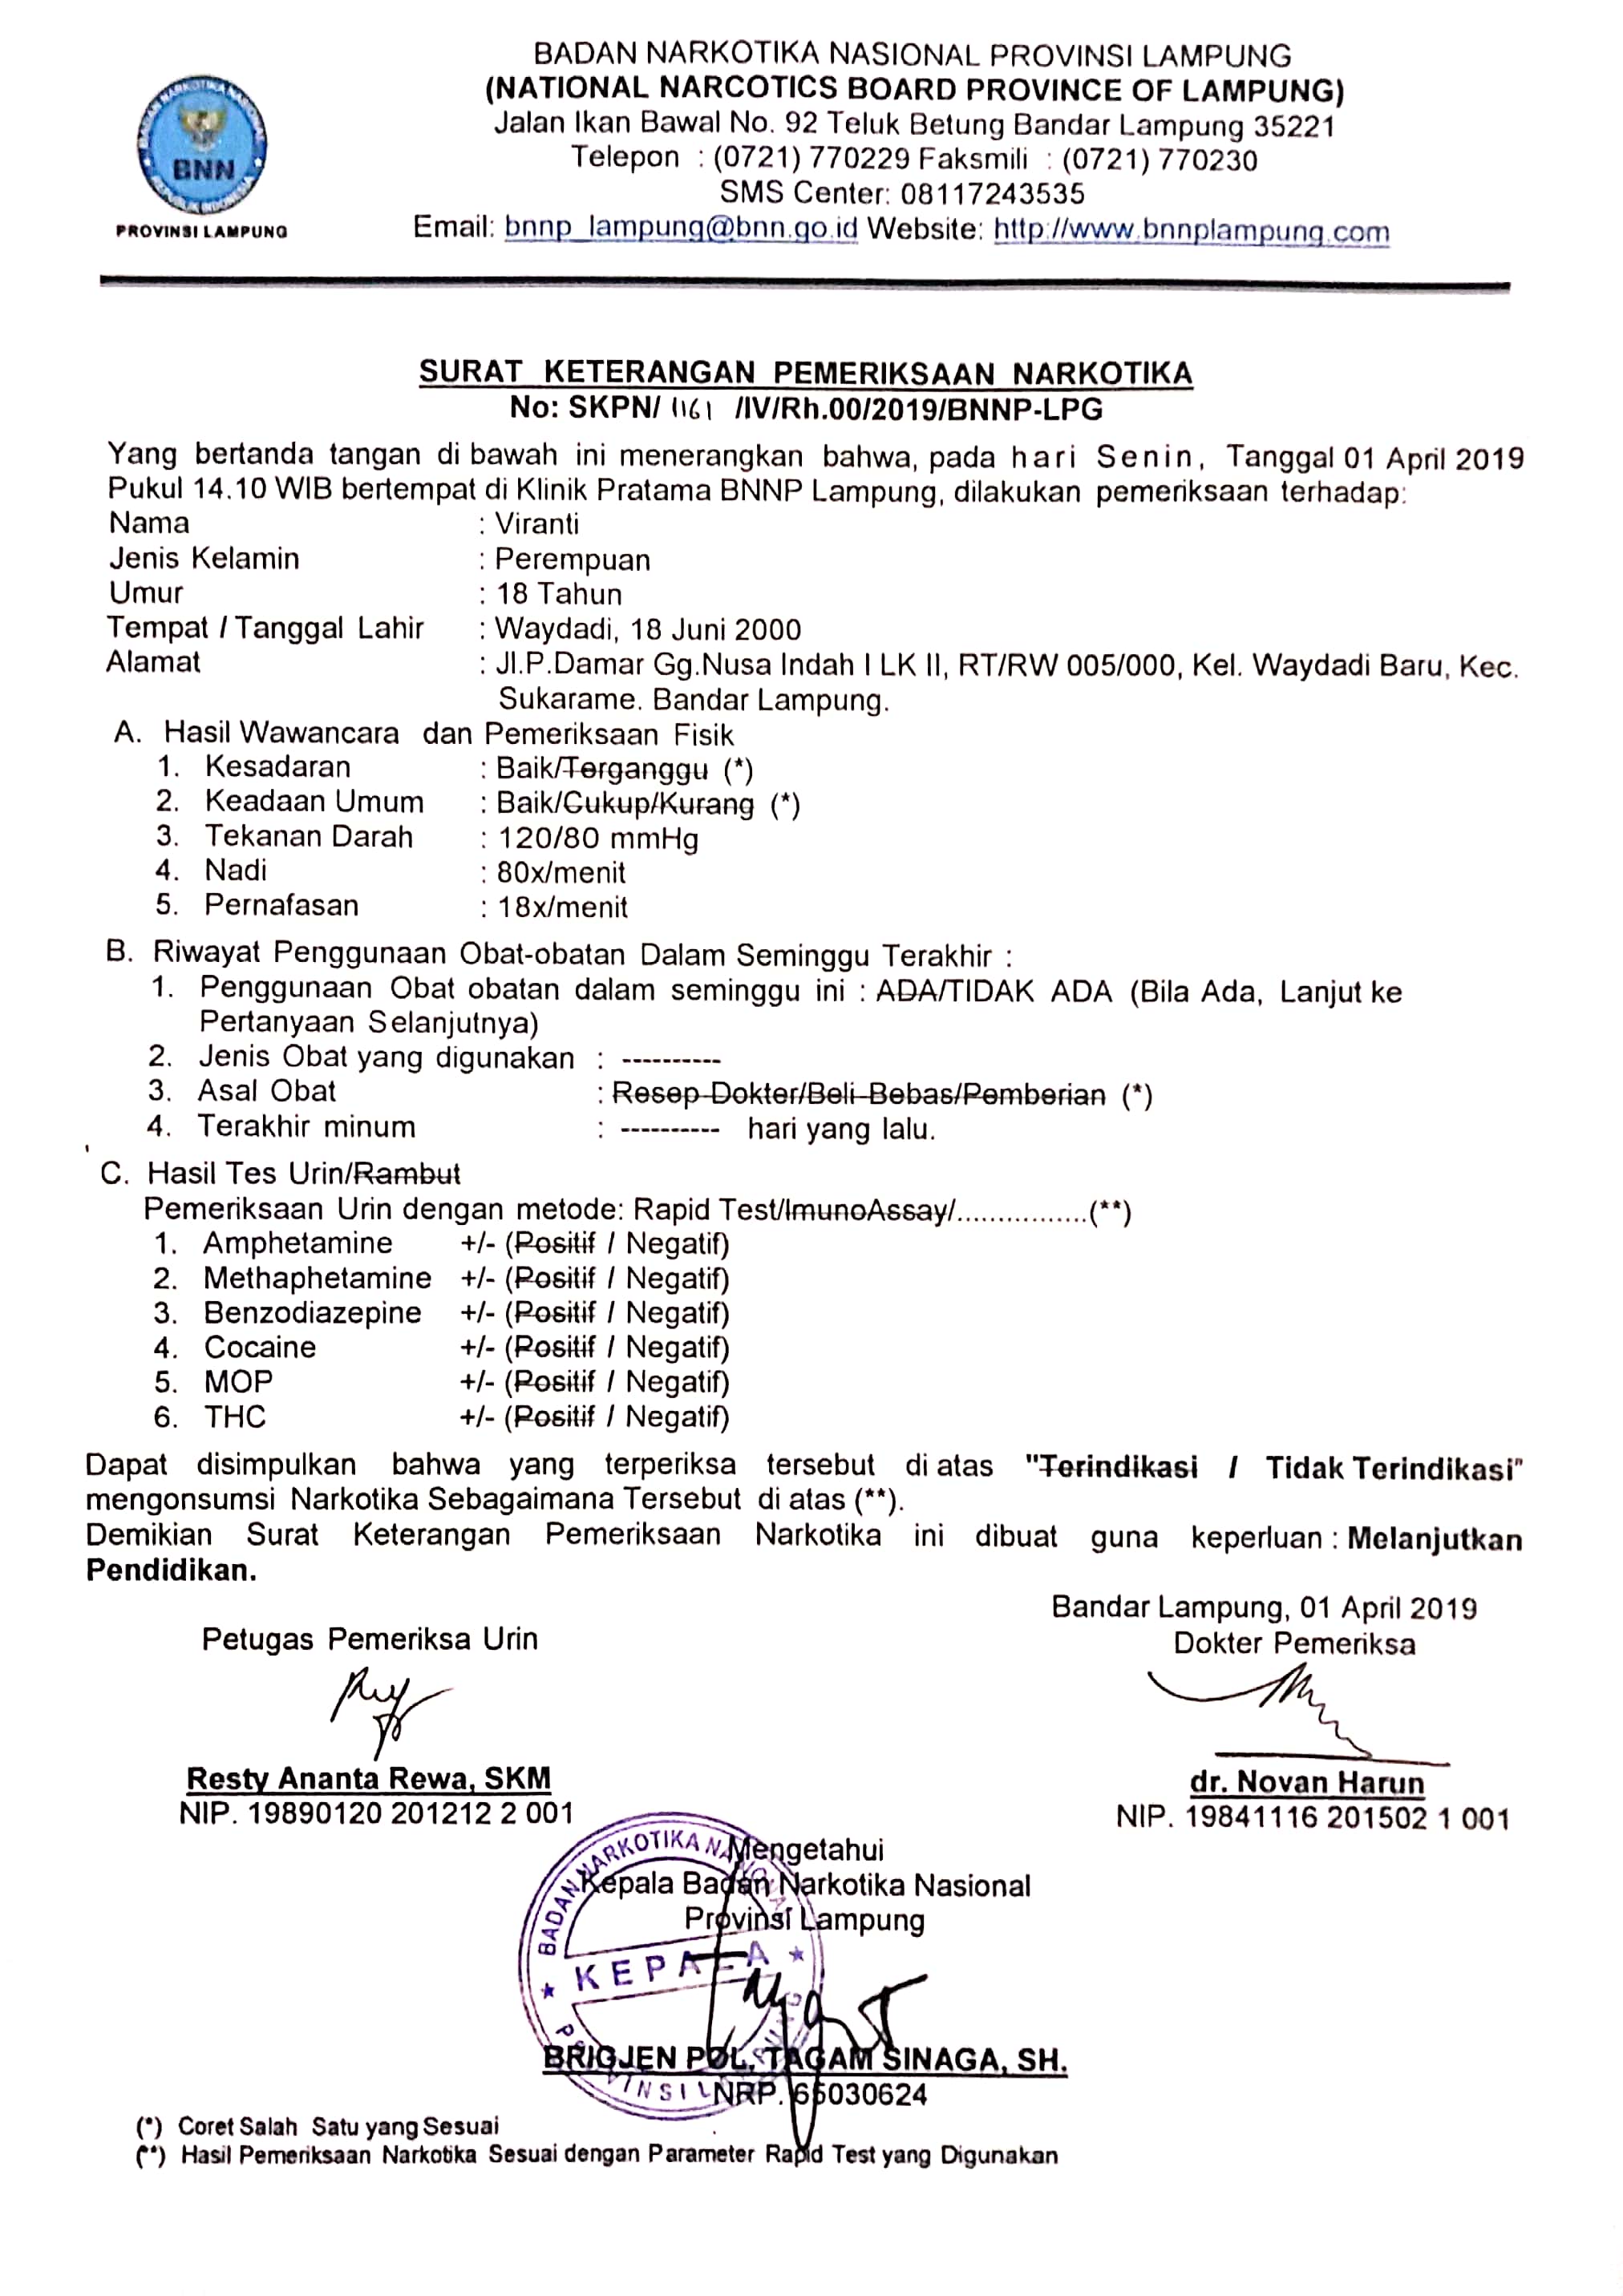 BADAN NARKOTIKA NASIONAL PROVINSI LAMPUNG
(NATIONAL NARCOTICS BOARD PROVINCE OF LAMPUNG)
Jalan Ikan Bawal No. 92 Teluk Betung Bandar Lampung 35221
Telepon : (0721) 770229 Faksmili : (0721) 770230
SMS Center: 08117243535
Email: bnnp_lampung@bnn.go.id Website: http://www.bnnplampung.com
BADAN NARKOTIKA NASIONAL
BNN
REPUBLIK INDONESIA
PROVINSI LAMPUNG
SURAT KETERANGAN PEMERIKSAAN NARKOTIKA
No: SKPN/ 1161 /IV/Rh.00/2019/BNNP-LPG
Yang bertanda tangan di bawah ini menerangkan bahwa, pada hari Senin, Tanggal 01 April 2019
Pukul 14.10 WIB bertempat di Klinik Pratama BNNP Lampung, dilakukan pemeriksaan terhadap:
Nama : Viranti
Jenis Kelamin : Perempuan
Umur : 18 Tahun
Tempat / Tanggal Lahir : Waydadi, 18 Juni 2000
Alamat : Jl.P.Damar Gg.Nusa Indah I LK II, RT/RW 005/000, Kel. Waydadi Baru, Kec.
Sukarame. Bandar Lampung.
A. Hasil Wawancara dan Pemeriksaan Fisik
1. Kesadaran : Baik/Terganggu (*)
2. Keadaan Umum : Baik/Cukup/Kurang (*)
3. Tekanan Darah : 120/80 mmHg
4. Nadi : 80x/menit
5. Pernafasan : 18x/menit
B. Riwayat Penggunaan Obat-obatan Dalam Seminggu Terakhir :
1. Penggunaan Obat obatan dalam seminggu ini : ADA/TIDAK ADA (Bila Ada, Lanjut ke
Pertanyaan Selanjutnya)
2. Jenis Obat yang digunakan : ----------
3. Asal Obat : Resep Dokter/Beli Bebas/Pemberian (*)
4. Terakhir minum : ---------- hari yang lalu.
C. Hasil Tes Urin/Rambut
Pemeriksaan Urin dengan metode: Rapid Test/ImunoAssay/................(**)
1. Amphetamine +/- (Positif / Negatif)
2. Methaphetamine +/- (Positif / Negatif)
3. Benzodiazepine +/- (Positif / Negatif)
4. Cocaine +/- (Positif / Negatif)
5. MOP +/- (Positif / Negatif)
6. THC +/- (Positif / Negatif)
Dapat disimpulkan bahwa yang terperiksa tersebut di atas "Terindikasi / Tidak Terindikasi"
mengonsumsi Narkotika Sebagaimana Tersebut di atas (**).
Demikian Surat Keterangan Pemeriksaan Narkotika ini dibuat guna keperluan : Melanjutkan
Pendidikan.
Bandar Lampung, 01 April 2019
Petugas Pemeriksa Urin
Dokter Pemeriksa
Resty Ananta Rewa, SKM
NIP. 19890120 201212 2 001
dr. Novan Harun
NIP. 19841116 201502 1 001
Mengetahui
Kepala Badan Narkotika Nasional
Provinsi Lampung
BADAN NARKOTIKA NASIONAL
KEPALA
PROVINSI LAMPUNG
BRIGJEN POL. TAGAM SINAGA, SH.
NRP. 65030624
(*) Coret Salah Satu yang Sesuai
(**) Hasil Pemeriksaan Narkotika Sesuai dengan Parameter Rapid Test yang Digunakan